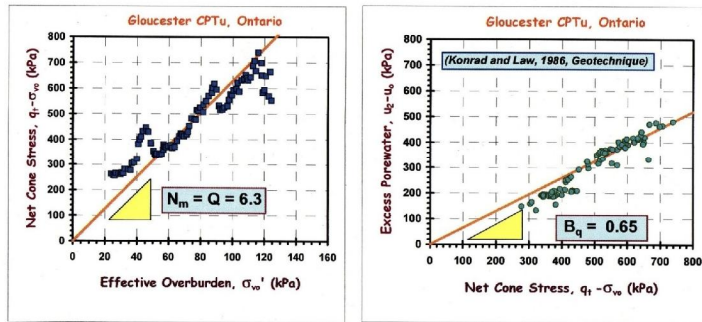 Gloucester CPTu, Ontario
800
700
600
500
400
300
200
100
0
Net Cone Stress, qt-σvo (kPa)
Nm = Q = 6.3
0 20 40 60 80 100 120 140 160
Effective Overburden, σvo' (kPa)
Gloucester CPTu, Ontario
800
700
600
500
400
300
200
100
0
Excess Porewater, u2-uo (kPa)
(Konrad and Law, 1986, Geotechnique)
Bq = 0.65
0 100 200 300 400 500 600 700 800
Net Cone Stress, qt -σvo (kPa)